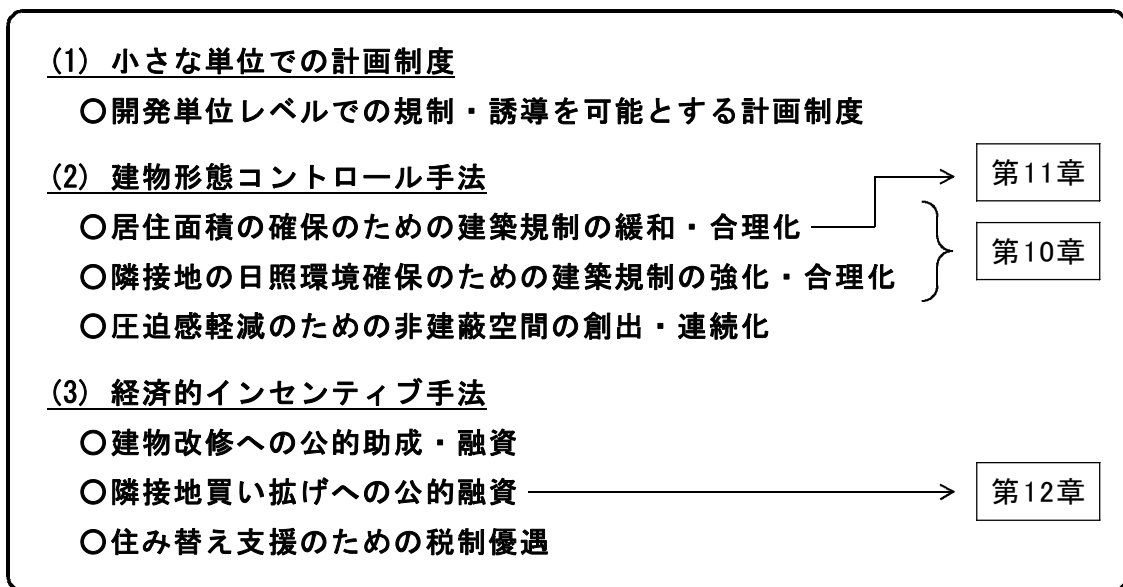 (1) 小さな単位での計画制度
○開発単位レベルでの規制・誘導を可能とする計画制度
(2) 建物形態コントロール手法
第11章
○居住面積の確保のための建築規制の緩和・合理化
第10章
○隣接地の日照環境確保のための建築規制の強化・合理化
○圧迫感軽減のための非建蔽空間の創出・連続化
(3) 経済的インセンティブ手法
○建物改修への公的助成・融資
○隣接地買い拡げへの公的融資
第12章
○住み替え支援のための税制優遇